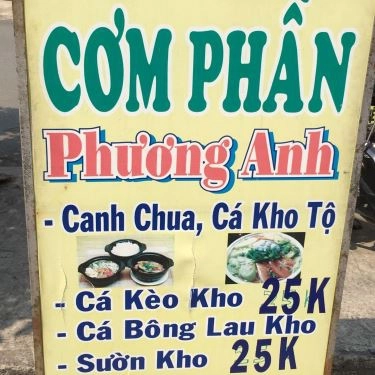 CƠM PHẦN
Phương Anh
- Canh Chua, Cá Kho Tộ
- Cá Kèo Kho 25K
- Cá Bông Lau Kho
- Sườn Kho 25K